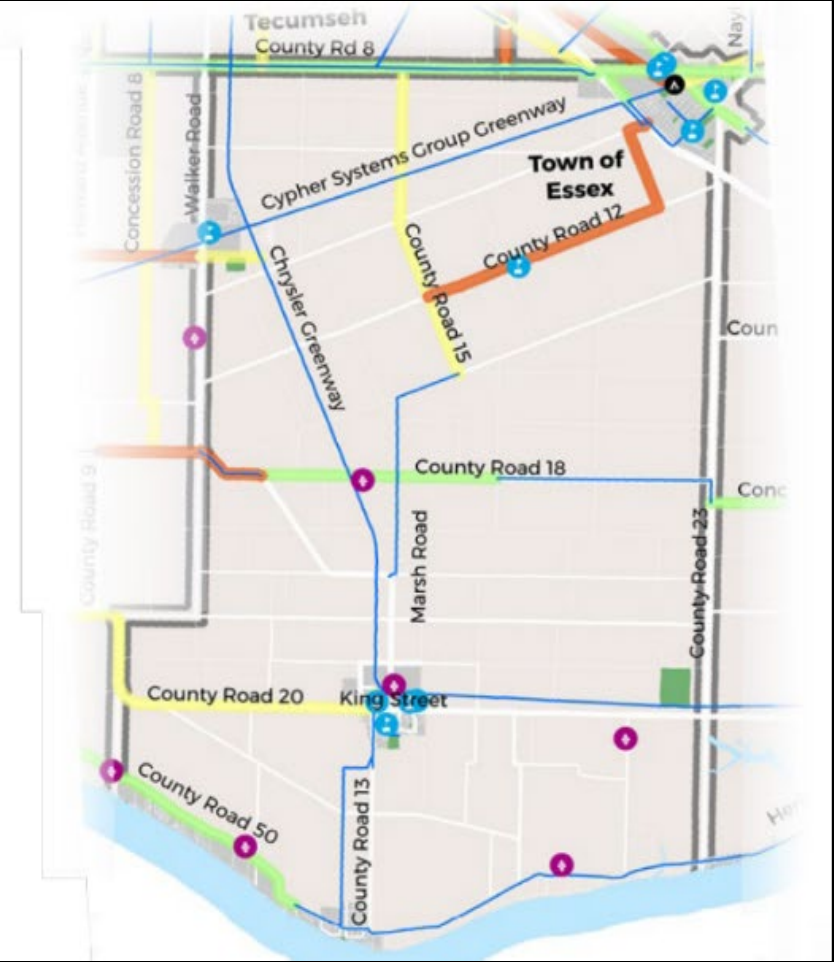 Tecumseh
County Rd 8
Nayl
Concession Road 8
Walker Road
Cypher Systems Group Greenway
Town of
Essex
County Road 12
County Road 15
Chrysler Greenway
Coun
County Road 18
Conc
County Road 9
Marsh Road
County Road 23
County Road 20
King Street
County Road 50
County Road 13
Her